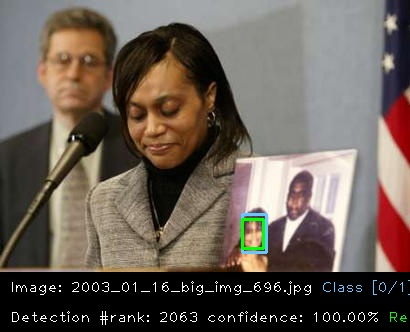 Image: 2003_01_16_big_img_696.jpg Class [0/1]
Detection #rank: 2063 confidence: 100.00% Re